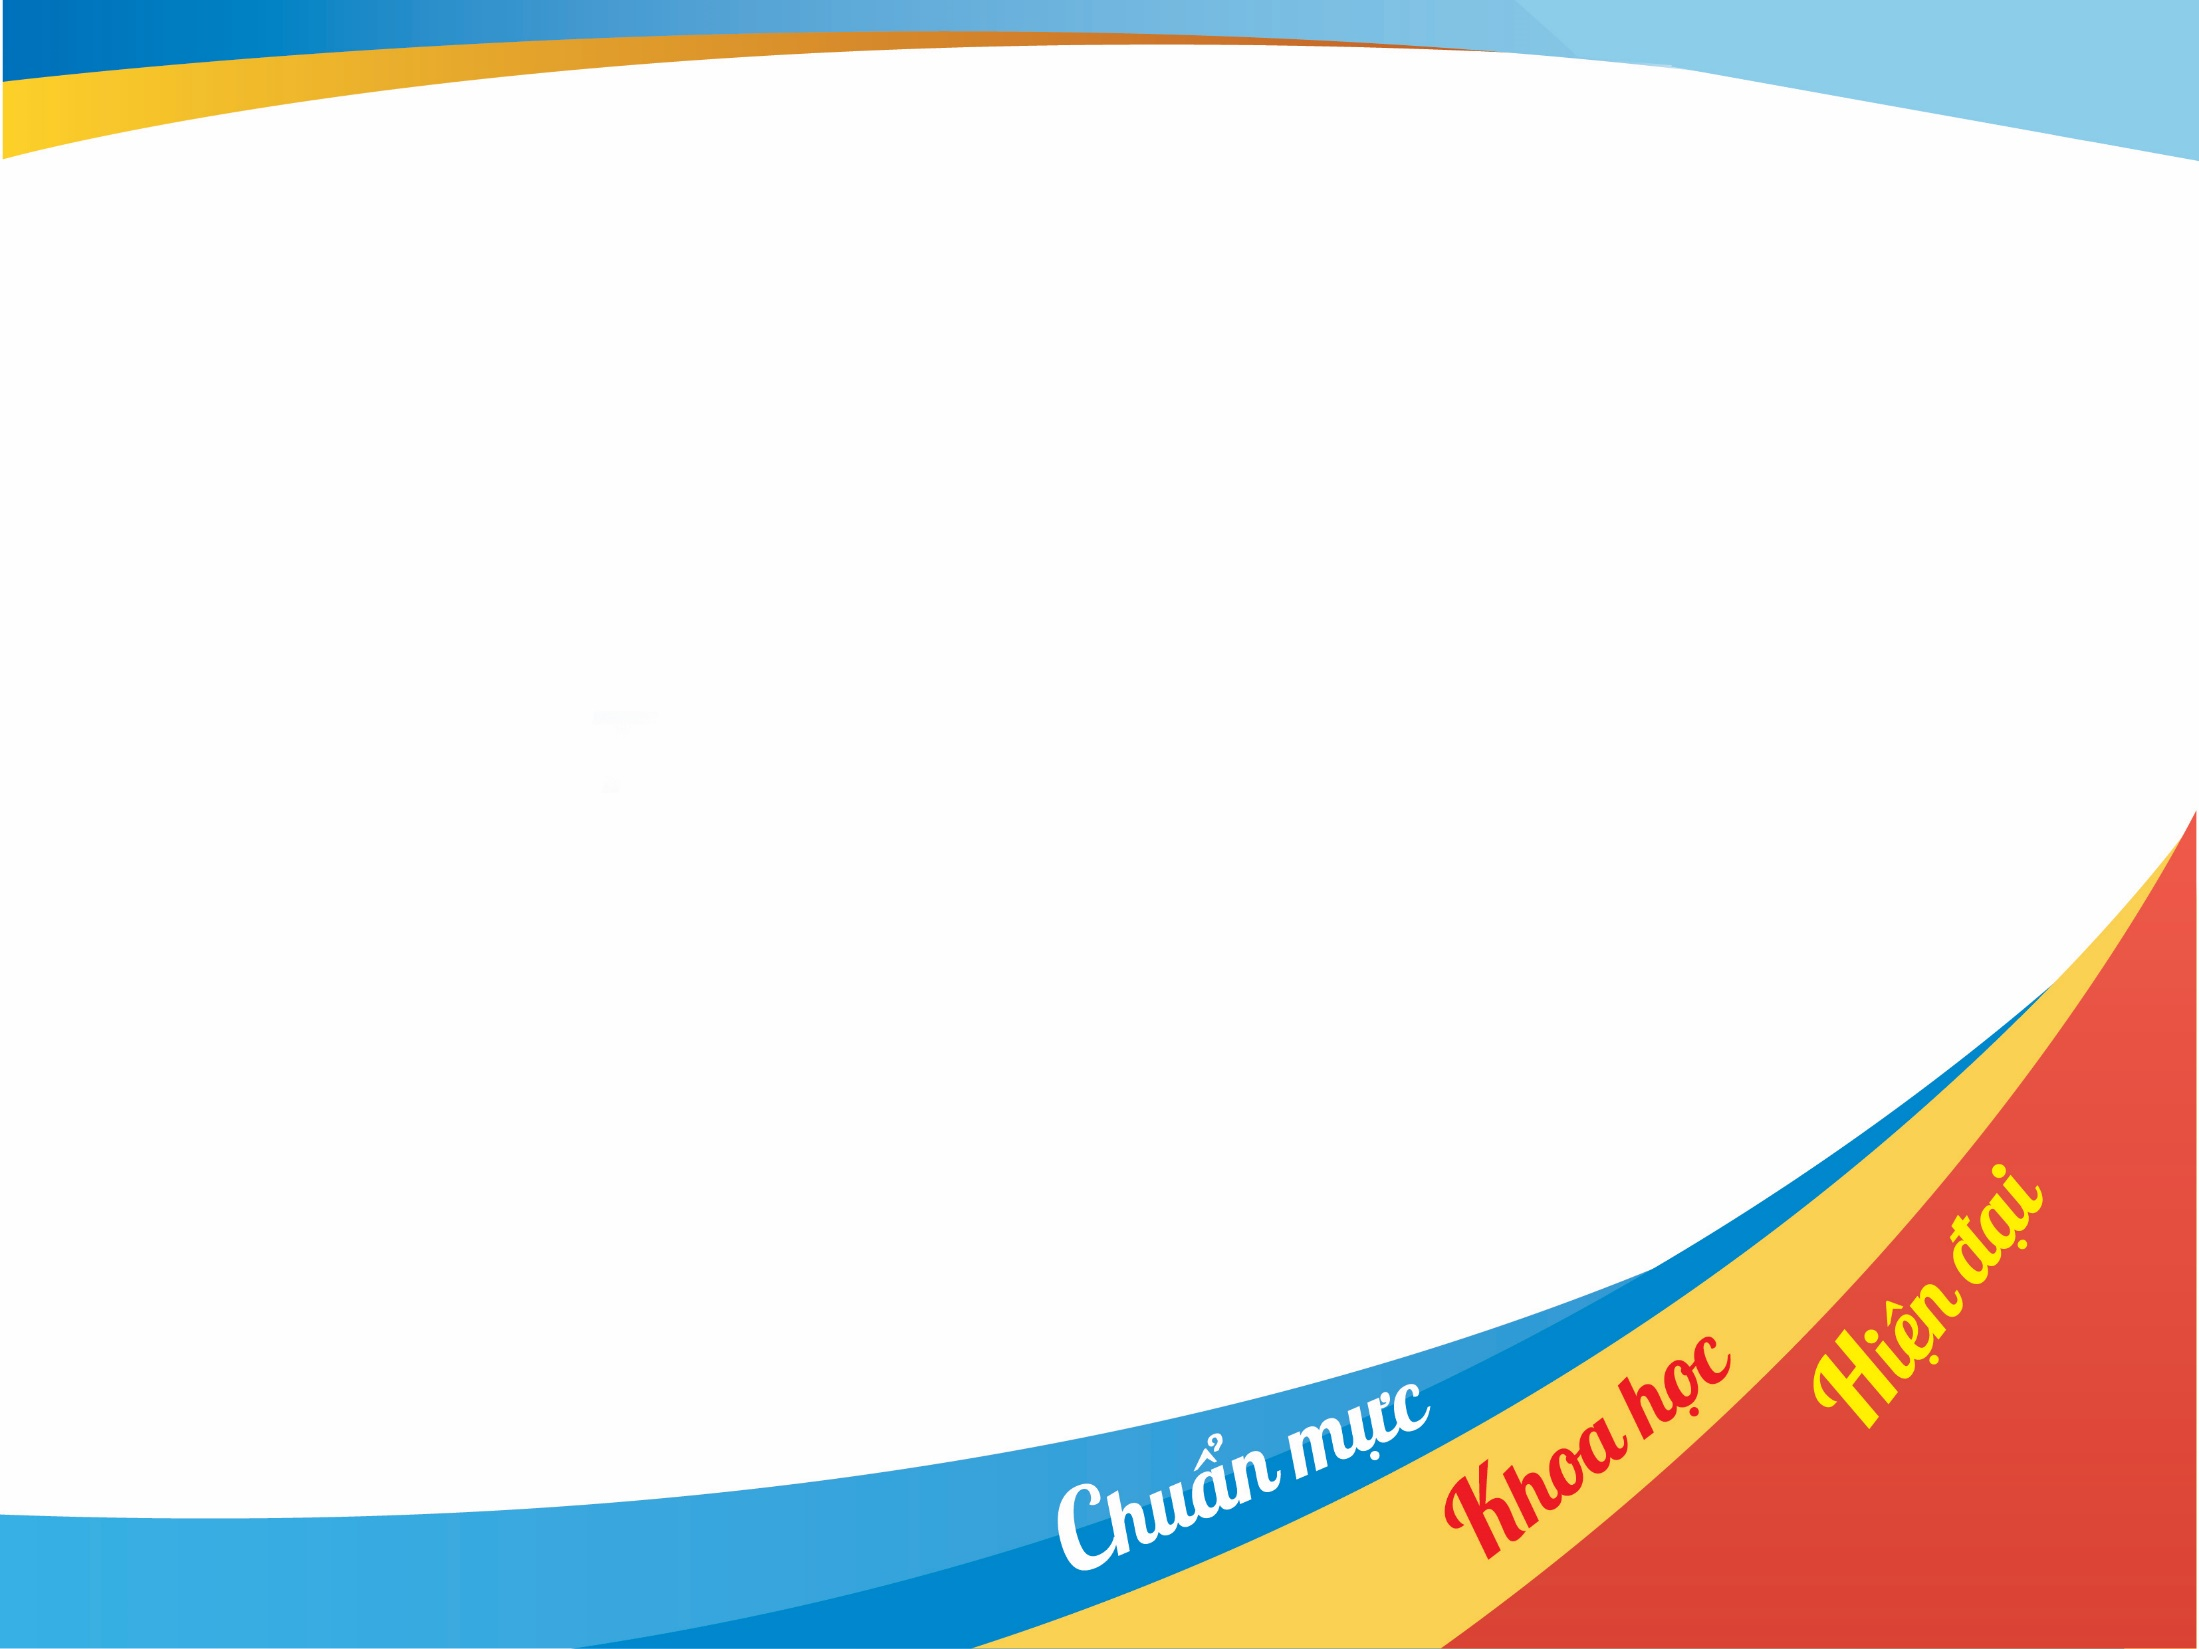 Chuẩn mực
Khoa học
Hiện đại